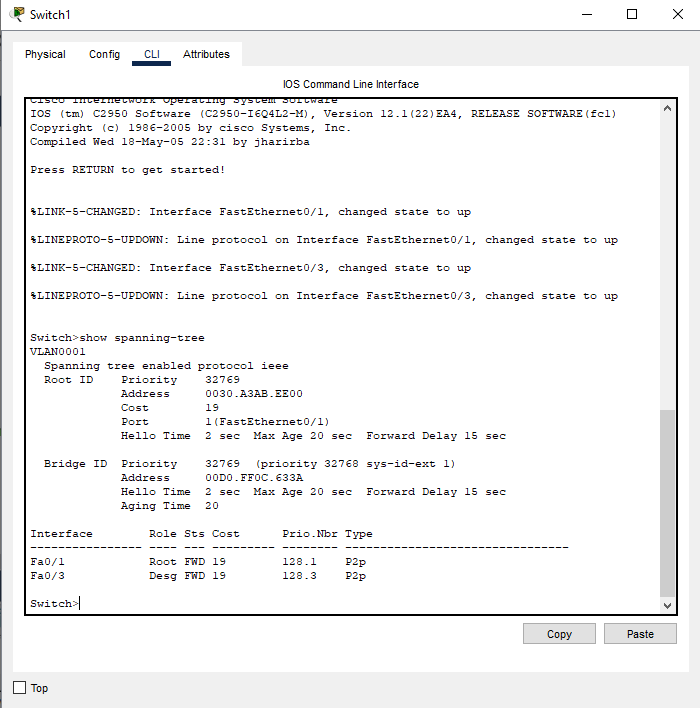 Switch1
Physical Config CLI Attributes
IOS Command Line Interface
Cisco Internetwork Operating System Software
IOS (tm) C2950 Software (C2950-I6Q4L2-M), Version 12.1(22)EA4, RELEASE SOFTWARE(fc1)
Copyright (c) 1986-2005 by cisco Systems, Inc.
Compiled Wed 18-May-05 22:31 by jharirba
Press RETURN to get started!
%LINK-5-CHANGED: Interface FastEthernet0/1, changed state to up
%LINEPROTO-5-UPDOWN: Line protocol on Interface FastEthernet0/1, changed state to up
%LINK-5-CHANGED: Interface FastEthernet0/3, changed state to up
%LINEPROTO-5-UPDOWN: Line protocol on Interface FastEthernet0/3, changed state to up
Switch>show spanning-tree
VLAN0001
  Spanning tree enabled protocol ieee
  Root ID    Priority    32769
             Address     0030.A3AB.EE00
             Cost        19
             Port        1(FastEthernet0/1)
             Hello Time  2 sec  Max Age 20 sec  Forward Delay 15 sec
  Bridge ID  Priority    32769  (priority 32768 sys-id-ext 1)
             Address     00D0.FF0C.633A
             Hello Time  2 sec  Max Age 20 sec  Forward Delay 15 sec
             Aging Time  20
Interface        Role Sts Cost      Prio.Nbr Type
---------------- ---- --- --------- -------- --------------------------------
Fa0/1            Root FWD 19        128.1    P2p
Fa0/3            Desg FWD 19        128.3    P2p
Switch>
Copy Paste
Top